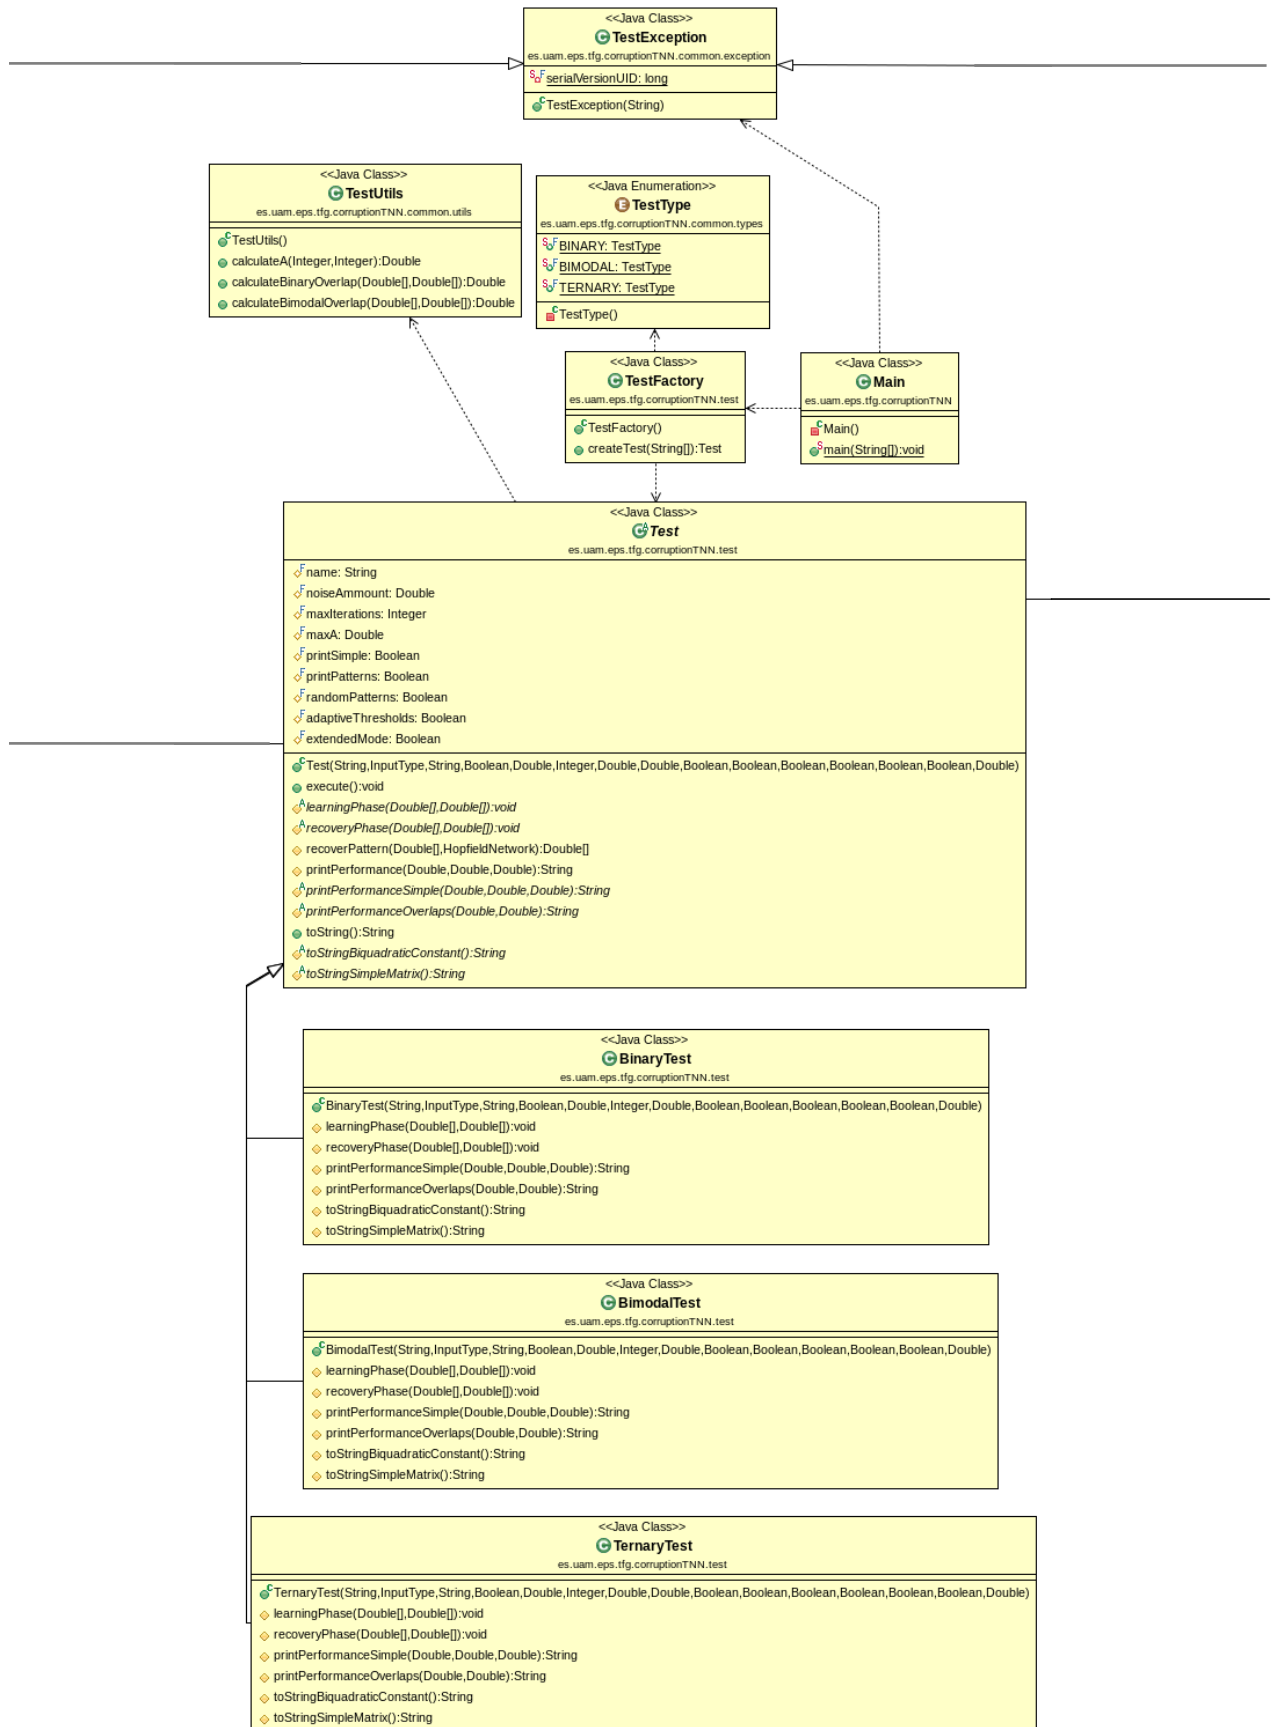 <<Java Class>>
TestException
es.uam.eps.tfg.corruptionTNN.common.exception
serialVersionUID: long
TestException(String)
<<Java Class>>
TestUtils
es.uam.eps.tfg.corruptionTNN.common.utils
TestUtils()
calculateA(Integer,Integer):Double
calculateBinaryOverlap(Double[],Double[]):Double
calculateBimodalOverlap(Double[],Double[]):Double
<<Java Enumeration>>
TestType
es.uam.eps.tfg.corruptionTNN.common.types
BINARY: TestType
BIMODAL: TestType
TERNARY: TestType
TestType()
<<Java Class>>
TestFactory
es.uam.eps.tfg.corruptionTNN.test
TestFactory()
createTest(String[]):Test
<<Java Class>>
Main
es.uam.eps.tfg.corruptionTNN
Main()
main(String[]):void
<<Java Class>>
Test
es.uam.eps.tfg.corruptionTNN.test
name: String
noiseAmmount: Double
maxIterations: Integer
maxA: Double
printSimple: Boolean
printPatterns: Boolean
randomPatterns: Boolean
adaptiveThresholds: Boolean
extendedMode: Boolean
Test(String,InputType,String,Boolean,Double,Integer,Double,Double,Boolean,Boolean,Boolean,Boolean,Boolean,Boolean,Double)
execute():void
learningPhase(Double[],Double[]):void
recoveryPhase(Double[],Double[]):void
recoverPattern(Double[],HopfieldNetwork):Double[]
printPerformance(Double,Double,Double):String
printPerformanceSimple(Double,Double,Double):String
printPerformanceOverlaps(Double,Double):String
toString():String
toStringBiquadraticConstant():String
toStringSimpleMatrix():String
<<Java Class>>
BinaryTest
es.uam.eps.tfg.corruptionTNN.test
BinaryTest(String,InputType,String,Boolean,Double,Integer,Double,Boolean,Boolean,Boolean,Boolean,Boolean,Double)
learningPhase(Double[],Double[]):void
recoveryPhase(Double[],Double[]):void
printPerformanceSimple(Double,Double,Double):String
printPerformanceOverlaps(Double,Double):String
toStringBiquadraticConstant():String
toStringSimpleMatrix():String
<<Java Class>>
BimodalTest
es.uam.eps.tfg.corruptionTNN.test
BimodalTest(String,InputType,String,Boolean,Double,Integer,Double,Boolean,Boolean,Boolean,Boolean,Boolean,Double)
learningPhase(Double[],Double[]):void
recoveryPhase(Double[],Double[]):void
printPerformanceSimple(Double,Double,Double):String
printPerformanceOverlaps(Double,Double):String
toStringBiquadraticConstant():String
toStringSimpleMatrix():String
<<Java Class>>
TernaryTest
es.uam.eps.tfg.corruptionTNN.test
TernaryTest(String,InputType,String,Boolean,Double,Integer,Double,Double,Boolean,Boolean,Boolean,Boolean,Boolean,Boolean,Double)
learningPhase(Double[],Double[]):void
recoveryPhase(Double[],Double[]):void
printPerformanceSimple(Double,Double,Double):String
printPerformanceOverlaps(Double,Double):String
toStringBiquadraticConstant():String
toStringSimpleMatrix():String